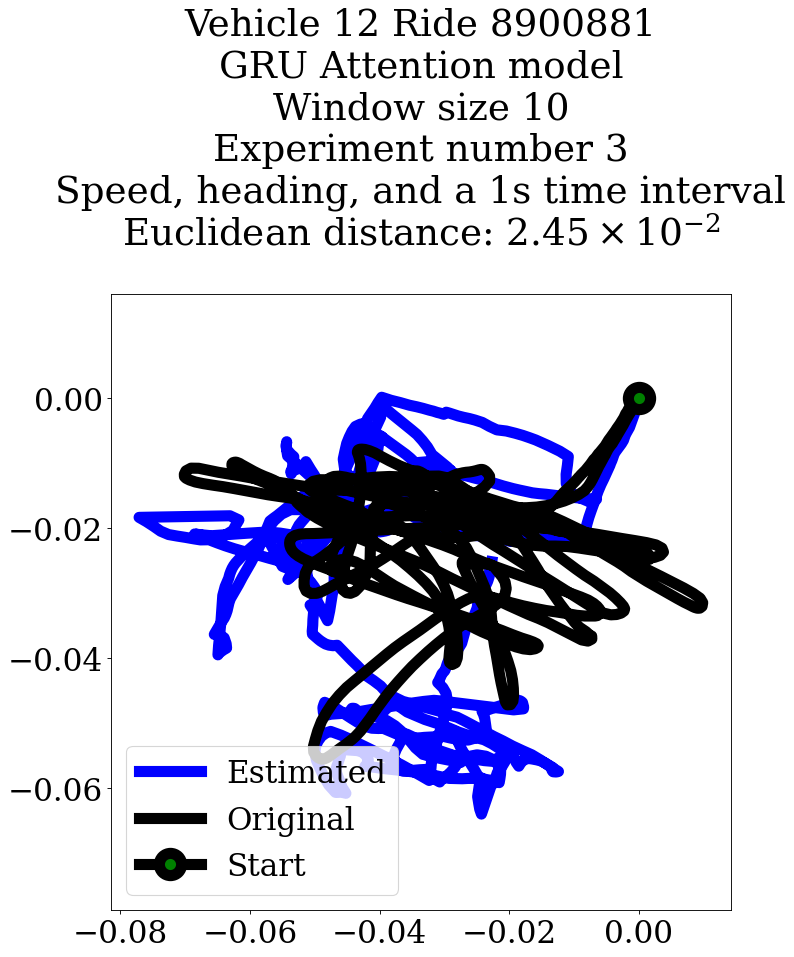 Vehicle 12 Ride 8900881
GRU Attention model
Window size 10
Experiment number 3
Speed, heading, and a 1s time interval
Euclidean distance: 2.45 × 10⁻²
0.00
−0.02
−0.04
−0.06
Estimated
Original
Start
−0.08 −0.06 −0.04 −0.02 0.00